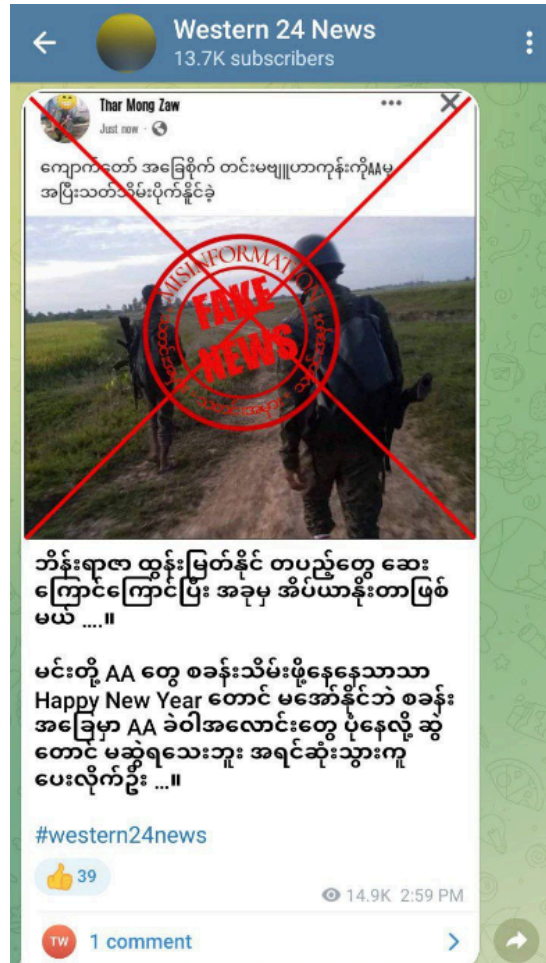 Western 24 News
13.7K subscribers
Thar Mong Zaw
Just now
ကျောက်တော် အခြေစိုက် တင်းမဗျူဟာကုန်းကိုAAမှ
အပြီးသတ်သိမ်းပိုက်နိူင်ခဲ့
MISINFORMATION
FAKE
NEWS
ဘိန်းရာဇာ ထွန်းမြတ်နိုင် တပည့်တွေ ဆေး
ကြောင်ကြောင်ပြီး အခုမှ အိပ်ယာနိုးတာဖြစ်
မယ် ....။
မင်းတို့ AA တွေ စခန်းသိမ်းဖို့နေနေသာသာ
Happy New Year တောင် မအော်နိုင်ဘဲ စခန်း
အခြေမှာ AA ခဲဝါအလောင်းတွေ ပုံနေလို့ ဆွဲ
တောင် မဆွဲရသေးဘူး အရင်ဆုံးသွားကူ
ပေးလိုက်ဦး ...။
#western24news
39
14.9K 2:59 PM
TW
1 comment